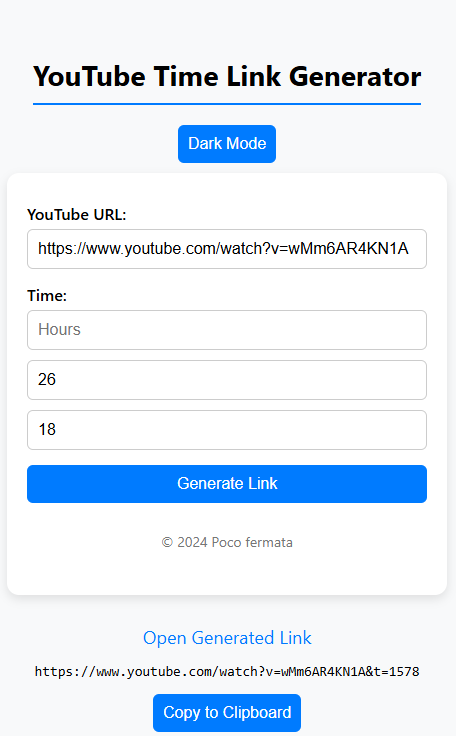 YouTube Time Link Generator
Dark Mode
YouTube URL:
https://www.youtube.com/watch?v=wMm6AR4KN1A
Time:
Hours
26
18
Generate Link
© 2024 Poco fermata
Open Generated Link
https://www.youtube.com/watch?v=wMm6AR4KN1A&t=1578
Copy to Clipboard